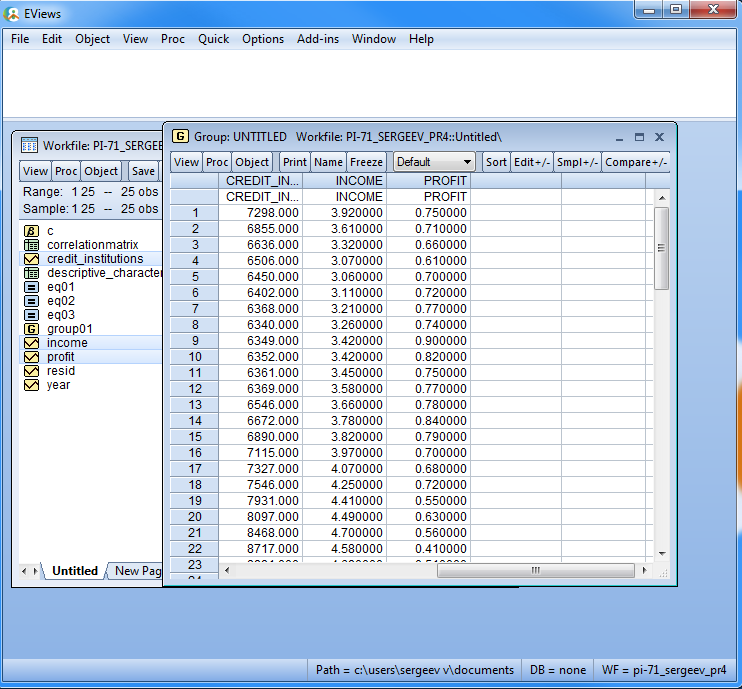 EViews
File Edit Object View Proc Quick Options Add-ins Window Help
Workfile: PI-71_SERGEE
View Proc Object Save
Range: 1 25 -- 25 obs
Sample: 1 25 -- 25 obs
c
correlationmatrix
credit_institutions
descriptive_character
eq01
eq02
eq03
group01
income
profit
resid
year
Untitled New Pag
Group: UNTITLED Workfile: PI-71_SERGEEV_PR4::Untitled\
View Proc Object Print Name Freeze Default Sort Edit+/- Smpl+/- Compare+/-
CREDIT_IN... INCOME PROFIT
CREDIT_IN... INCOME PROFIT
1 7298.000 3.920000 0.750000
2 6855.000 3.610000 0.710000
3 6636.000 3.320000 0.660000
4 6506.000 3.070000 0.610000
5 6450.000 3.060000 0.700000
6 6402.000 3.110000 0.720000
7 6368.000 3.210000 0.770000
8 6340.000 3.260000 0.740000
9 6349.000 3.420000 0.900000
10 6352.000 3.420000 0.820000
11 6361.000 3.450000 0.750000
12 6369.000 3.580000 0.770000
13 6546.000 3.660000 0.780000
14 6672.000 3.780000 0.840000
15 6890.000 3.820000 0.790000
16 7115.000 3.970000 0.700000
17 7327.000 4.070000 0.680000
18 7546.000 4.250000 0.720000
19 7931.000 4.410000 0.550000
20 8097.000 4.490000 0.630000
21 8468.000 4.700000 0.560000
22 8717.000 4.580000 0.410000
23
Path = c:\users\sergeev v\documents DB = none WF = pi-71_sergeev_pr4